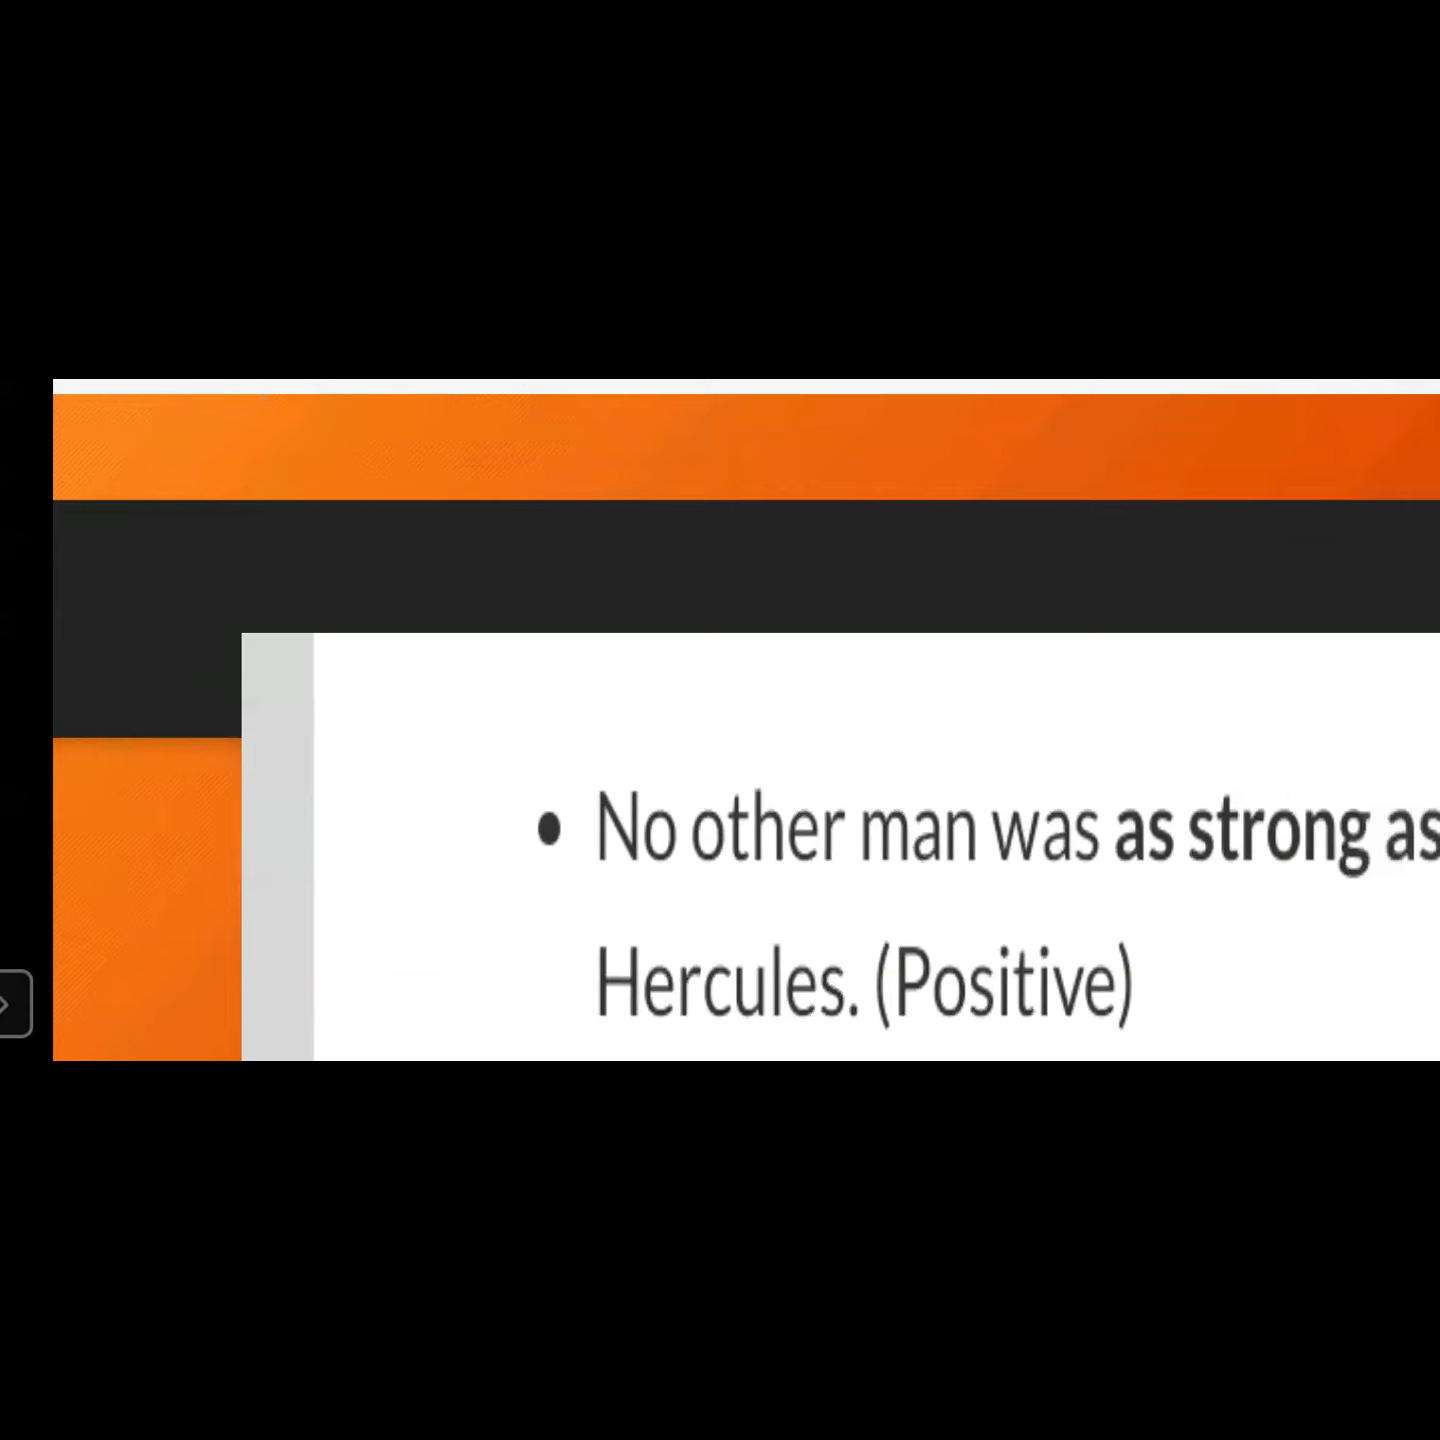 • No other man was as strong as
Hercules. (Positive)